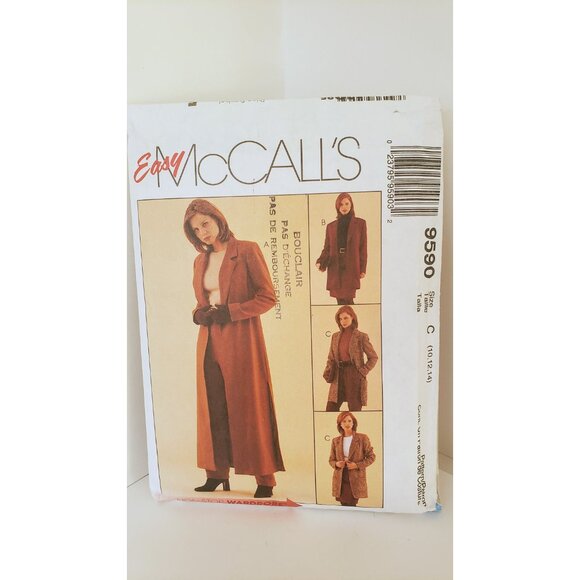 Easy McCALL'S
A
BOUCLAIR
PAS D'ÉCHANGE
PAS DE REMBOURSEMENT
B
C
C
0 23795 95903 2
9590
Size
Taille
Talla
C
(10,12,14)
WARDROBE